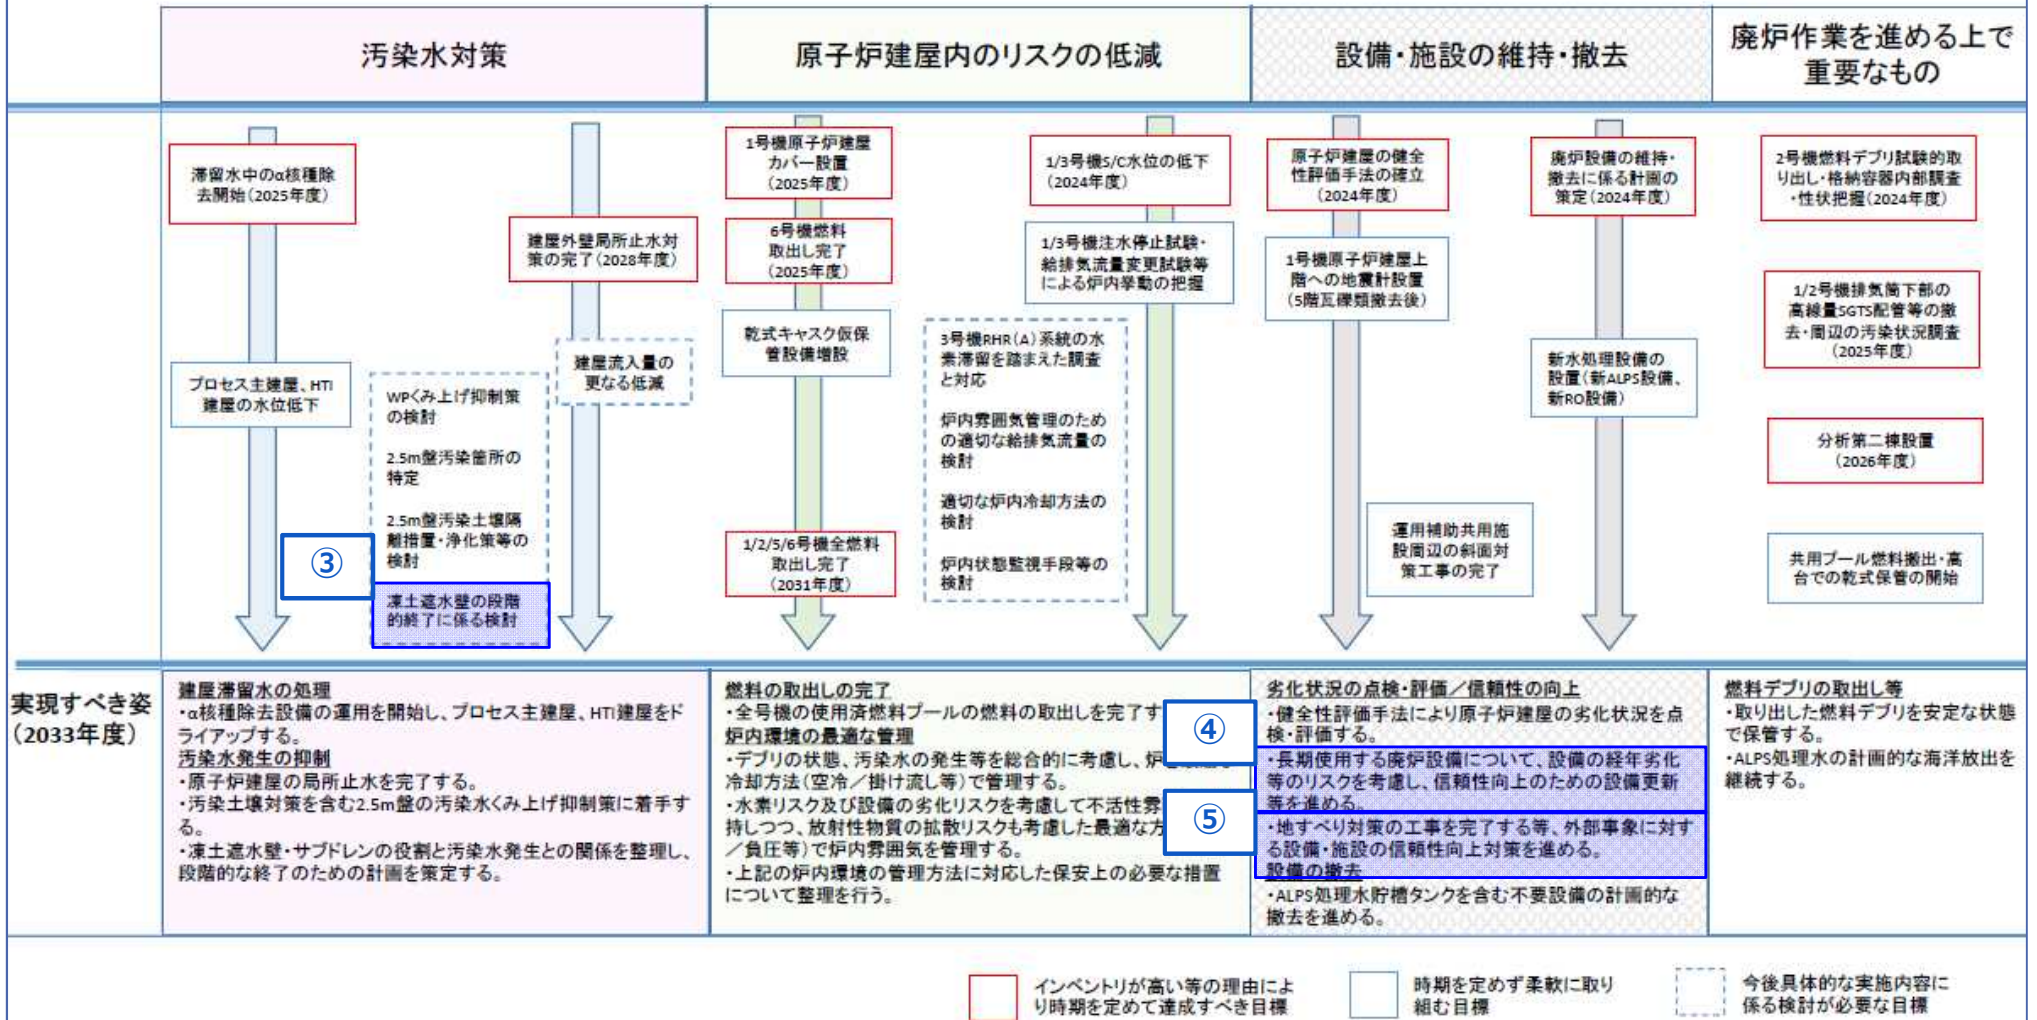 汚染水対策
原子炉建屋内のリスクの低減
設備・施設の維持・撤去
廃炉作業を進める上で
重要なもの
滞留水中のα核種除
去開始(2025年度)
プロセス主建屋、HTI
建屋の水位低下
WPくみ上げ抑制策
の検討
2.5m盤汚染箇所の
特定
2.5m盤汚染土壌隔
離措置・浄化策等の
検討
③
凍土遮水壁の段階
的終了に係る検討
建屋外壁局所止水対
策の完了(2028年度)
建屋流入量の
更なる低減
1号機原子炉建屋
カバー設置
(2025年度)
6号機燃料
取出し完了
(2025年度)
乾式キャスク仮保
管設備増設
1/2/5/6号機全燃料
取出し完了
(2031年度)
1/3号機S/C水位の低下
(2024年度)
1/3号機注水停止試験・
給排気流量変更試験等
による炉内挙動の把握
3号機RHR(A)系統の水
素滞留を踏まえた調査
と対応
炉内雰囲気管理のため
の適切な給排気流量の
検討
適切な炉内冷却方法の
検討
炉内状態監視手段等の
検討
原子炉建屋の健全
性評価手法の確立
(2024年度)
1号機原子炉建屋上
階への地震計設置
(5階瓦礫類撤去後)
運用補助共用施
設周辺の斜面対
策工事の完了
廃炉設備の維持・
撤去に係る計画の
策定(2024年度)
新水処理設備の
設置(新ALPS設備、
新RO設備)
2号機燃料デブリ試験的取
り出し・格納容器内部調査
・性状把握(2024年度)
1/2号機排気筒下部の
高線量SGTS配管等の撤
去・周辺の汚染状況調査
(2025年度)
分析第二棟設置
(2026年度)
共用プール燃料搬出・高
台での乾式保管の開始
実現すべき姿
(2033年度)
建屋滞留水の処理
・α核種除去設備の運用を開始し、プロセス主建屋、HTI建屋をド
ライアップする。
汚染水発生の抑制
・原子炉建屋の局所止水を完了する。
・汚染土壌対策を含む2.5m盤の汚染水くみ上げ抑制策に着手す
る。
・凍土遮水壁・サブドレンの役割と汚染水発生との関係を整理し、
段階的な終了のための計画を策定する。
燃料の取出しの完了
・全号機の使用済燃料プールの燃料の取出しを完了す
炉内環境の最適な管理
・デブリの状態、汚染水の発生等を総合的に考慮し、炉
冷却方法(空冷/掛け流し等)で管理する。
・水素リスク及び設備の劣化リスクを考慮して不活性雰
持しつつ、放射性物質の拡散リスクも考慮した最適な方
/負圧等)で炉内雰囲気を管理する。
・上記の炉内環境の管理方法に対応した保安上の必要な措置
について整理を行う。
④
⑤
劣化状況の点検・評価/信頼性の向上
・健全性評価手法により原子炉建屋の劣化状況を点
検・評価する。
・長期使用する廃炉設備について、設備の経年劣化
等のリスクを考慮し、信頼性向上のための設備更新
等を進める。
・地すべり対策の工事を完了する等、外部事象に対す
る設備・施設の信頼性向上対策を進める。
設備の撤去
・ALPS処理水貯槽タンクを含む不要設備の計画的な
撤去を進める。
燃料デブリの取出し等
・取り出した燃料デブリを安定な状態
で保管する。
・ALPS処理水の計画的な海洋放出を
継続する。
インベントリが高い等の理由によ
り時期を定めて達成すべき目標
時期を定めず柔軟に取り
組む目標
今後具体的な実施内容に
係る検討が必要な目標